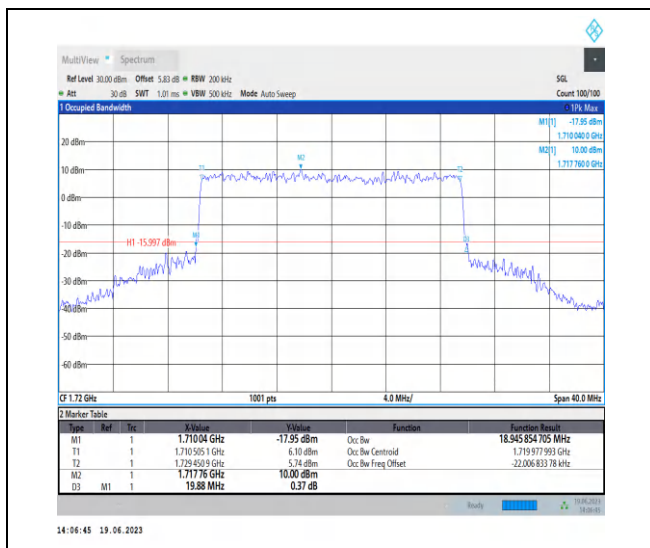 MultiView Spectrum
Ref Level 30.00 dBm Offset 5.83 dB RBW 200 kHz SGL
Att 30 dB SWT 1.01 ms VBW 500 kHz Mode Auto Sweep Count 100/100
1 Occupied Bandwidth 1Pk Max
M1[1] -17.95 dBm
1.710 040 0 GHz
M2[1] 10.00 dBm
1.717 760 0 GHz
20 dBm
M2
10 dBm
0 dBm
-10 dBm
H1 -15.997 dBm
M1
-20 dBm
-30 dBm
-40 dBm
-50 dBm
-60 dBm
CF 1.72 GHz 1001 pts 4.0 MHz/ Span 40.0 MHz
2 Marker Table
Type Ref Trc X-Value Y-Value Function Function Result
M1 1 1.71004 GHz -17.95 dBm Occ Bw 18.945 854 705 MHz
T1 1 1.710 505 1 GHz 6.10 dBm Occ Bw Centroid 1.719 977 993 GHz
T2 1 1.729 450 9 GHz 5.74 dBm Occ Bw Freq Offset -22.006 833 78 kHz
M2 1 1.71776 GHz 10.00 dBm
D3 M1 1 19.88 MHz 0.37 dB
Ready 19.06.2023
14:06:45
14:06:45 19.06.2023